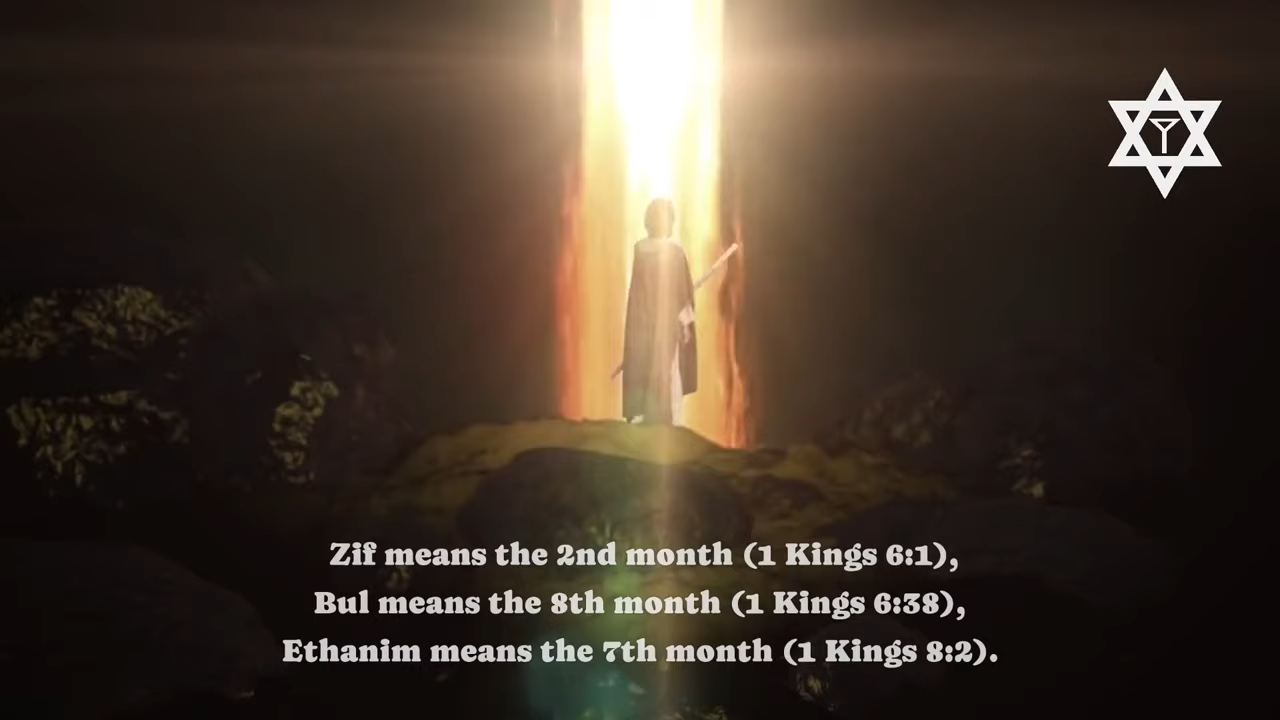 Zif means the 2nd month (1 Kings 6:1),
Bul means the 8th month (1 Kings 6:38),
Ethanim means the 7th month (1 Kings 8:2).